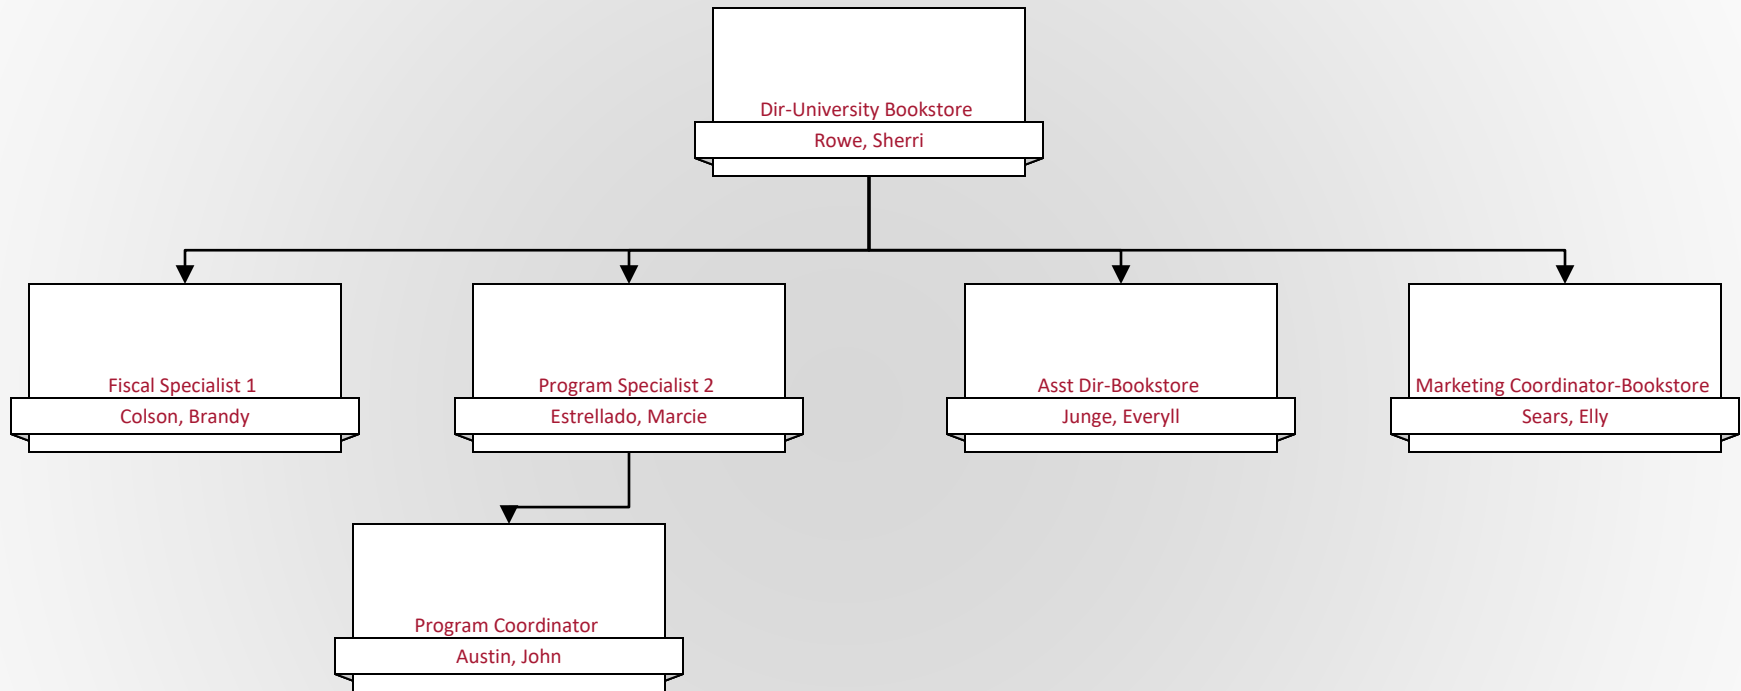 Dir-University Bookstore
Rowe, Sherri
Fiscal Specialist 1
Colson, Brandy
Program Specialist 2
Estrellado, Marcie
Asst Dir-Bookstore
Junge, Everyll
Marketing Coordinator-Bookstore
Sears, Elly
Program Coordinator
Austin, John